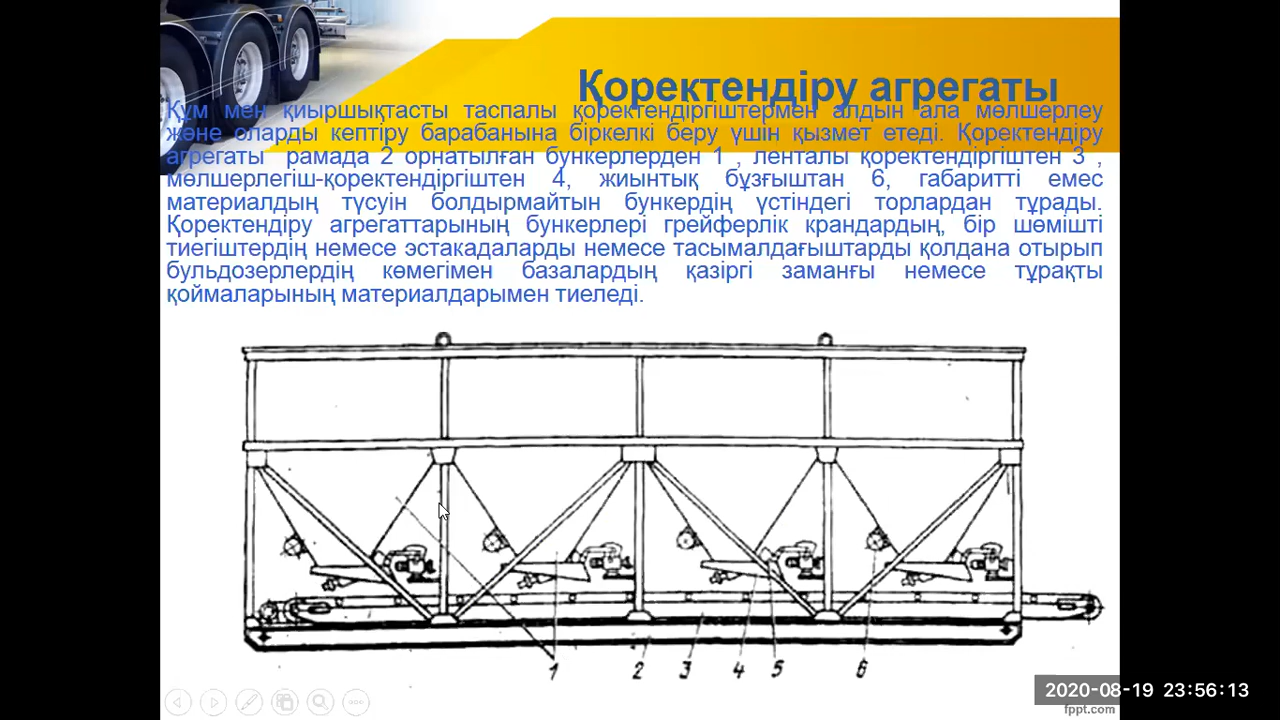 Қоректендіру агрегаты
Құм мен қиыршықтасты таспалы қоректендіргіштермен алдын ала мөлшерлеу
және оларды кептіру барабанына біркелкі беру үшін қызмет етеді. Қоректендіру
агрегаты рамада 2 орнатылған бункерлерден 1 , ленталы қоректендіргіштен 3 ,
мөлшерлегіш-қоректендіргіштен 4, жиынтық бұзғыштан 6, габаритті емес
материалдың түсуін болдырмайтын бункердің үстіндегі торлардан тұрады.
Қоректендіру агрегаттарының бункерлері грейферлік крандардың, бір шөмішті
тиегіштердің немесе эстакадаларды немесе тасымалдағыштарды қолдана отырып
бульдозерлердің көмегімен базалардың қазіргі заманғы немесе тұрақты
қоймаларының материалдарымен тиеледі.
1 2 3 4 5 6
2020-08-19 23:56:13
fppt.com